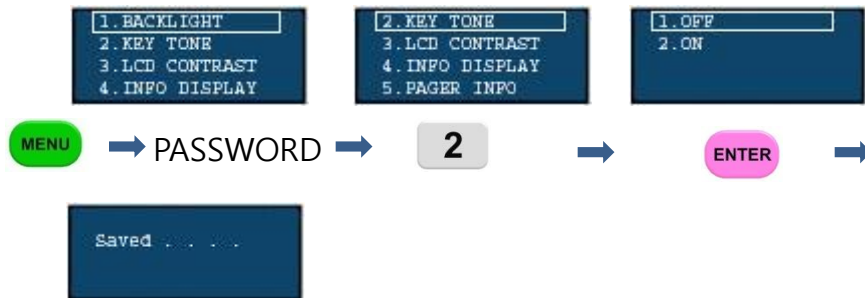 1.BACKLIGHT
2.KEY TONE
3.LCD CONTRAST
4.INFO DISPLAY
2.KEY TONE
3.LCD CONTRAST
4.INFO DISPLAY
5.PAGER INFO
1.OFF
2.ON
MENU
PASSWORD
2
ENTER
Saved . . . .